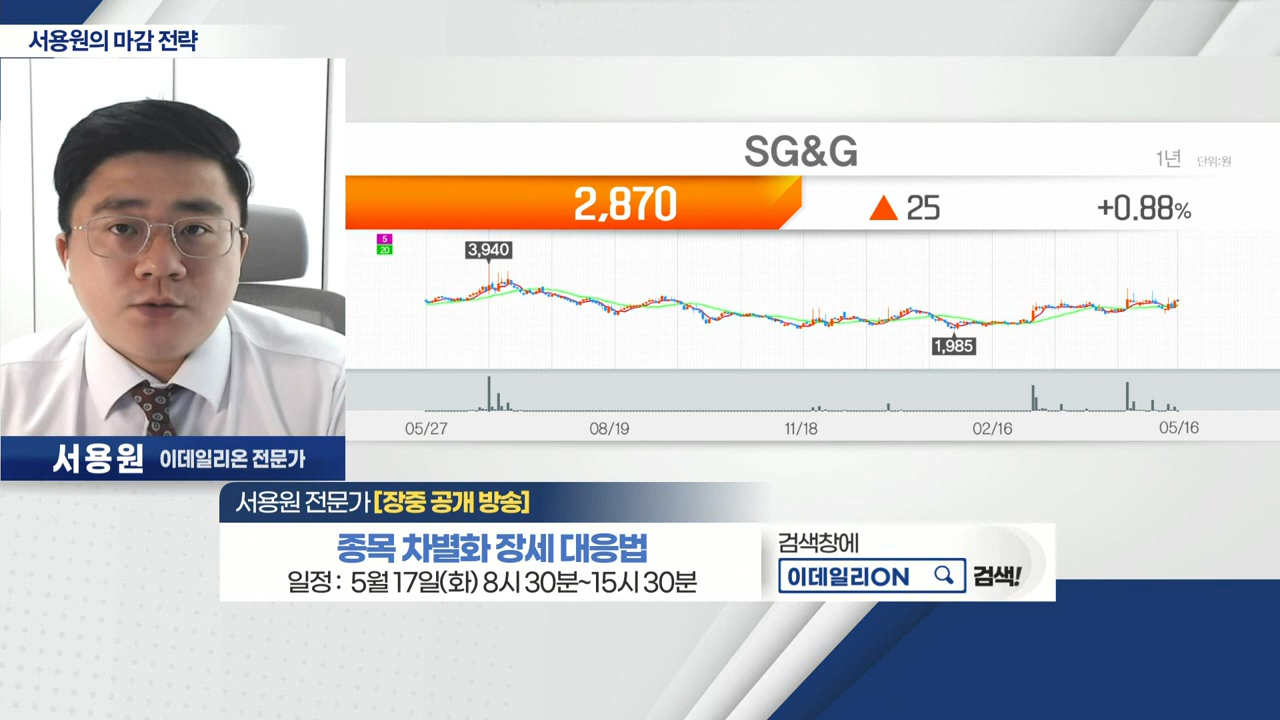 서용원의 마감 전략
SG&G
1년 단위:원
2,870
▲ 25
+0.88%
5
20
3,940
1,985
05/27
08/19
11/18
02/16
05/16
서용원 이데일리온 전문가
서용원 전문가 [장중 공개 방송]
종목 차별화 장세 대응법
일정 : 5월 17일(화) 8시 30분~15시 30분
검색창에
이데일리ON 검색!